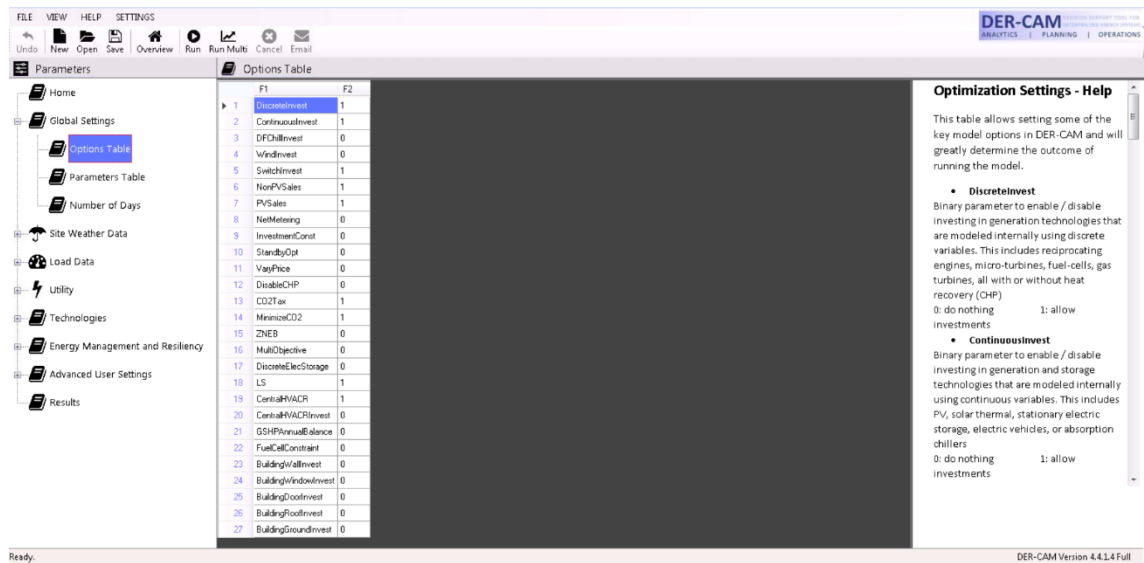 FILE VIEW HELP SETTINGS
Undo New Open Save Overview Run Run Multi Cancel Email
DER-CAM
ANALYTICS | PLANNING | OPERATIONS
Parameters
Options Table
Home
Global Settings
Options Table
Parameters Table
Number of Days
Site Weather Data
Load Data
Utility
Technologies
Energy Management and Resiliency
Advanced User Settings
Results
F1 F2
1 DiscreteInvest 1
2 ContinuousInvest 1
3 DFChillInvest 0
4 WindInvest 0
5 SwitchInvest 1
6 NonPVSales 1
7 PVSales 1
8 NetMetering 0
9 InvestmentConst 0
10 StandbyOpt 0
11 VaryPrice 0
12 DisableCHP 0
13 CO2Tax 1
14 MinimizeCO2 1
15 ZNEB 0
16 MultiObjective 0
17 DiscreteElecStorage 0
18 LS 1
19 CentralHVACR 1
20 CentralHVACRInvest 0
21 GSHPAnnualBalance 0
22 FuelCellConstraint 0
23 BuildingWallInvest 0
24 BuildingWindowInvest 0
25 BuildingDoorInvest 0
26 BuildingRoofInvest 0
27 BuildingGroundInvest 0
Optimization Settings - Help
This table allows setting some of the
key model options in DER-CAM and will
greatly determine the outcome of
running the model.
• DiscreteInvest
Binary parameter to enable / disable
investing in generation technologies that
are modeled internally using discrete
variables. This includes reciprocating
engines, micro-turbines, fuel-cells, gas
turbines, all with or without heat
recovery (CHP)
0: do nothing 1: allow
investments
• ContinuousInvest
Binary parameter to enable / disable
investing in generation and storage
technologies that are modeled internally
using continuous variables. This includes
PV, solar thermal, stationary electric
storage, electric vehicles, or absorption
chillers
0: do nothing 1: allow
investments
Ready.
DER-CAM Version 4.4.1.4 Full